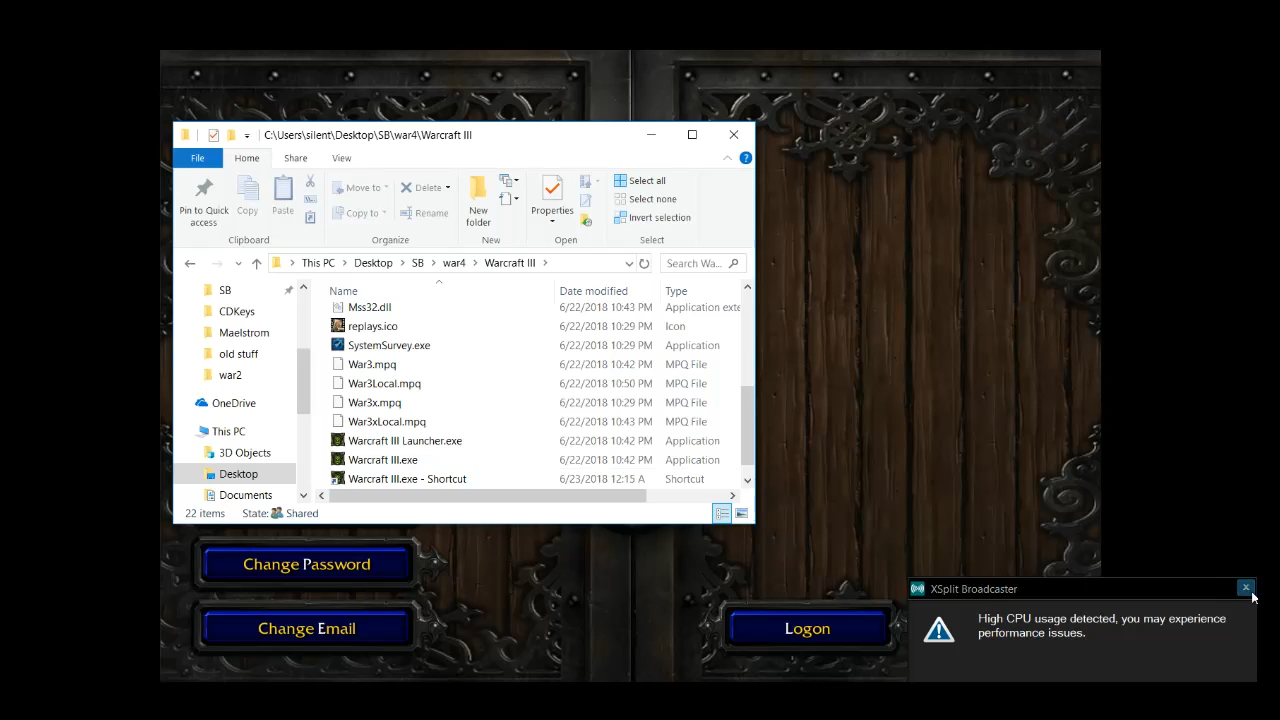 C:\Users\silent\Desktop\SB\war4\Warcraft III
File Home Share View
Pin to Quick access
Copy
Paste
Move to
Copy to
Delete
Rename
New folder
Properties
Select all
Select none
Invert selection
Clipboard Organize New Open Select
This PC > Desktop > SB > war4 > Warcraft III >
Search Wa...
SB
CDKeys
Maelstrom
old stuff
war2
OneDrive
This PC
3D Objects
Desktop
Documents
Name Date modified Type
Mss32.dll 6/22/2018 10:43 PM Application exte
replays.ico 6/22/2018 10:29 PM Icon
SystemSurvey.exe 6/22/2018 10:29 PM Application
War3.mpq 6/22/2018 10:42 PM MPQ File
War3Local.mpq 6/22/2018 10:50 PM MPQ File
War3x.mpq 6/22/2018 10:29 PM MPQ File
War3xLocal.mpq 6/22/2018 10:43 PM MPQ File
Warcraft III Launcher.exe 6/22/2018 10:42 PM Application
Warcraft III.exe 6/22/2018 10:42 PM Application
Warcraft III.exe - Shortcut 6/23/2018 12:15 A Shortcut
22 items State: Shared
Change Password
Change Email
Logon
XSplit Broadcaster
High CPU usage detected, you may experience
performance issues.